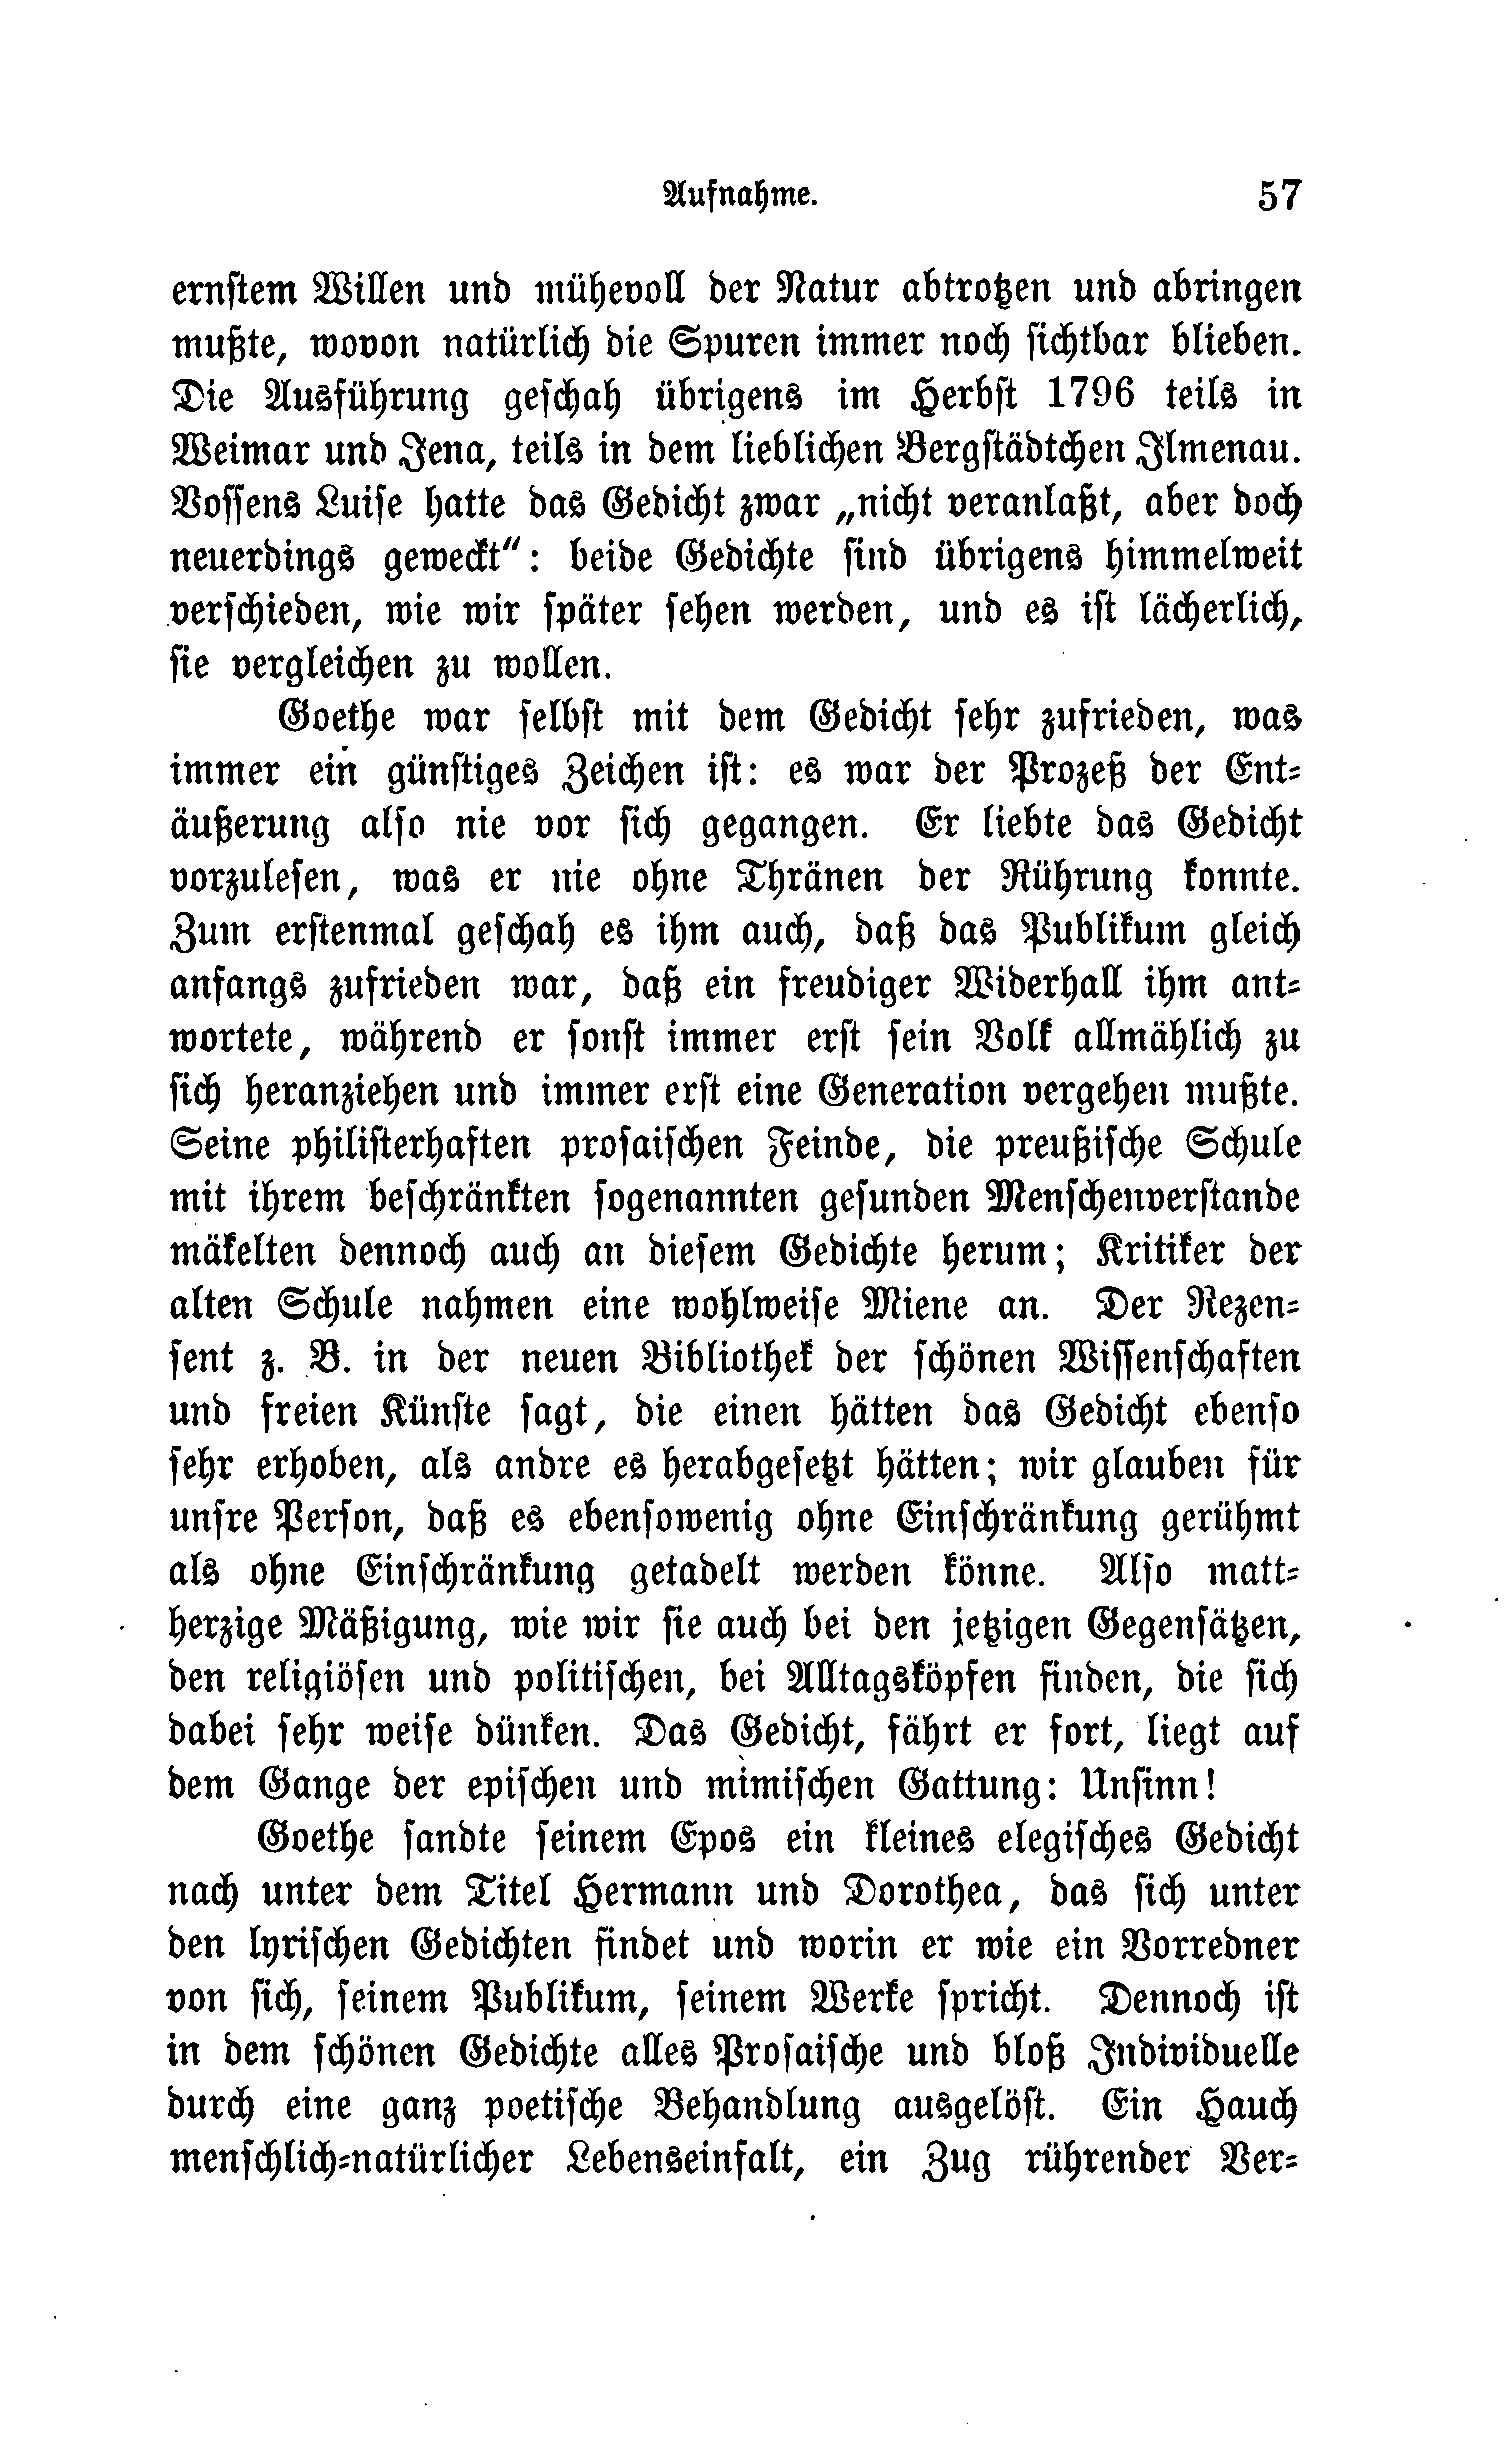 Aufnahme. 57
ernſtem Willen und mühevoll der Natur abtrotzen und abringen
mußte, wovon natürlich die Spuren immer noch ſichtbar blieben.
Die Ausführung geſchah übrigens im Herbſt 1796 teils in
Weimar und Jena, teils in dem lieblichen Bergſtädtchen Ilmenau.
Voſſens Luiſe hatte das Gedicht zwar „nicht veranlaßt, aber doch
neuerdings geweckt“: beide Gedichte ſind übrigens himmelweit
verſchieden, wie wir ſpäter ſehen werden, und es iſt lächerlich,
ſie vergleichen zu wollen.
Goethe war ſelbſt mit dem Gedicht ſehr zufrieden, was
immer ein günſtiges Zeichen iſt: es war der Prozeß der Ent⸗
äußerung alſo nie vor ſich gegangen. Er liebte das Gedicht
vorzuleſen, was er nie ohne Thränen der Rührung konnte.
Zum erſtenmal geſchah es ihm auch, daß das Publikum gleich
anfangs zufrieden war, daß ein freudiger Widerhall ihm ant⸗
wortete, während er ſonſt immer erſt ſein Volk allmählich zu
ſich heranziehen und immer erſt eine Generation vergehen mußte.
Seine philiſterhaften proſaiſchen Feinde, die preußiſche Schule
mit ihrem beſchränkten ſogenannten geſunden Menſchenverſtande
mäkelten dennoch auch an dieſem Gedichte herum; Kritiker der
alten Schule nahmen eine wohlweiſe Miene an. Der Rezen⸗
ſent z. B. in der neuen Bibliothek der ſchönen Wiſſenſchaften
und freien Künſte ſagt, die einen hätten das Gedicht ebenſo
ſehr erhoben, als andre es herabgeſetzt hätten; wir glauben für
unſre Perſon, daß es ebenſowenig ohne Einſchränkung gerühmt
als ohne Einſchränkung getadelt werden könne. Alſo matt⸗
herzige Mäßigung, wie wir ſie auch bei den jetzigen Gegenſätzen,
den religiöſen und politiſchen, bei Alltagsköpfen finden, die ſich
dabei ſehr weiſe dünken. Das Gedicht, fährt er fort, liegt auf
dem Gange der epiſchen und mimiſchen Gattung: Unſinn!
Goethe ſandte ſeinem Epos ein kleines elegiſches Gedicht
nach unter dem Titel Hermann und Dorothea, das ſich unter
den lyriſchen Gedichten findet und worin er wie ein Vorredner
von ſich, ſeinem Publikum, ſeinem Werke ſpricht. Dennoch iſt
in dem ſchönen Gedichte alles Proſaiſche und bloß Individuelle
durch eine ganz poetiſche Behandlung ausgelöſt. Ein Hauch
menſchlich⸗natürlicher Lebenseinfalt, ein Zug rührender Ver⸗